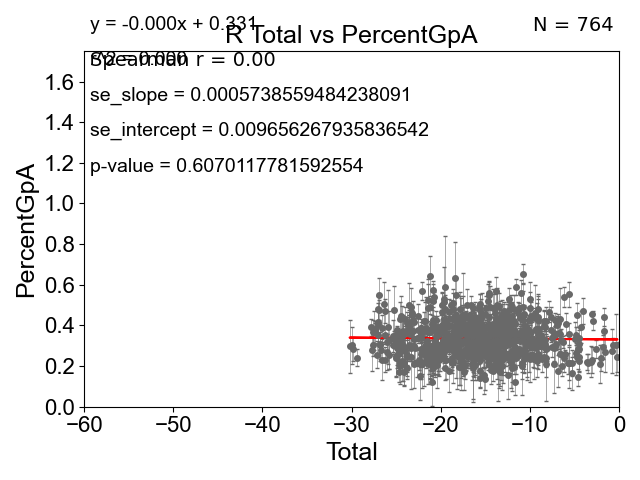 y = -0.000x + 0.331
N = 764
R Total vs PercentGpA
Spearman r = 0.00
se_slope = 0.0005738559484238091
se_intercept = 0.009656267935836542
p-value = 0.6070117781592554
PercentGpA
1.6
1.4
1.2
1.0
0.8
0.6
0.4
0.2
0.0
−60
−50
−40
−30
−20
−10
0
Total